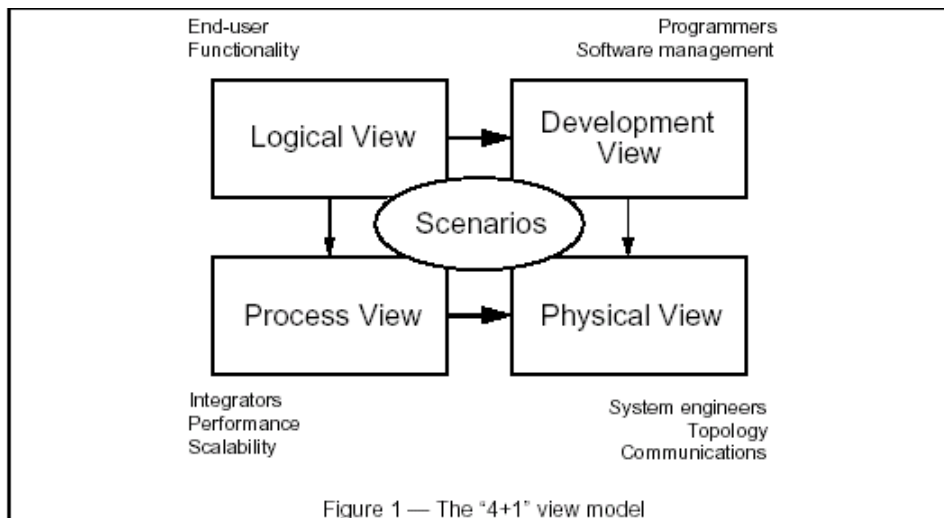 End-user
Functionality
Programmers
Software management
Logical View
Development
View
Scenarios
Process View
Physical View
Integrators
Performance
Scalability
System engineers
Topology
Communications
Figure 1 — The “4+1” view model